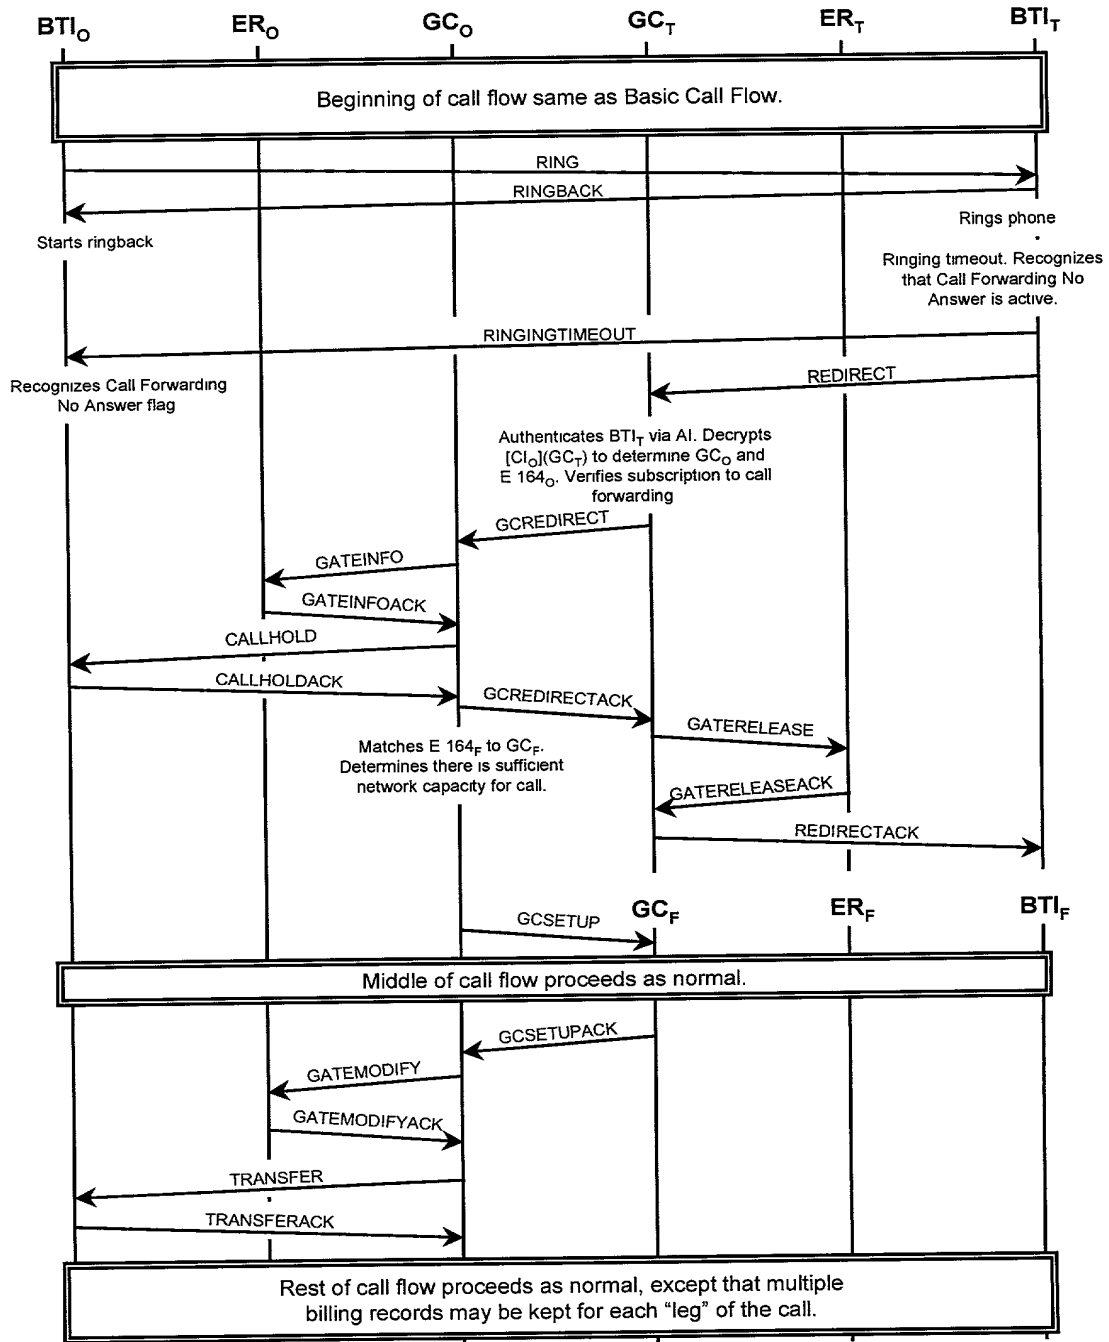 BTI_O ER_O GC_O GC_T ER_T BTI_T
Beginning of call flow same as Basic Call Flow.
RING
RINGBACK
Starts ringback
Rings phone
Ringing timeout. Recognizes
that Call Forwarding No
Answer is active.
RINGINGTIMEOUT
Recognizes Call Forwarding
No Answer flag
REDIRECT
Authenticates BTI_T via AI. Decrypts
[CI_O](GC_T) to determine GC_O and
E 164_O. Verifies subscription to call
forwarding
GCREDIRECT
GATEINFO
GATEINFOACK
CALLHOLD
CALLHOLDACK
GCREDIRECTACK
GATERELEASE
Matches E 164_F to GC_F.
Determines there is sufficient
network capacity for call.
GATERELEASEACK
REDIRECTACK
GC_F ER_F BTI_F
GCSETUP
Middle of call flow proceeds as normal.
GCSETUPACK
GATEMODIFY
GATEMODIFYACK
TRANSFER
TRANSFERACK
Rest of call flow proceeds as normal, except that multiple
billing records may be kept for each “leg” of the call.